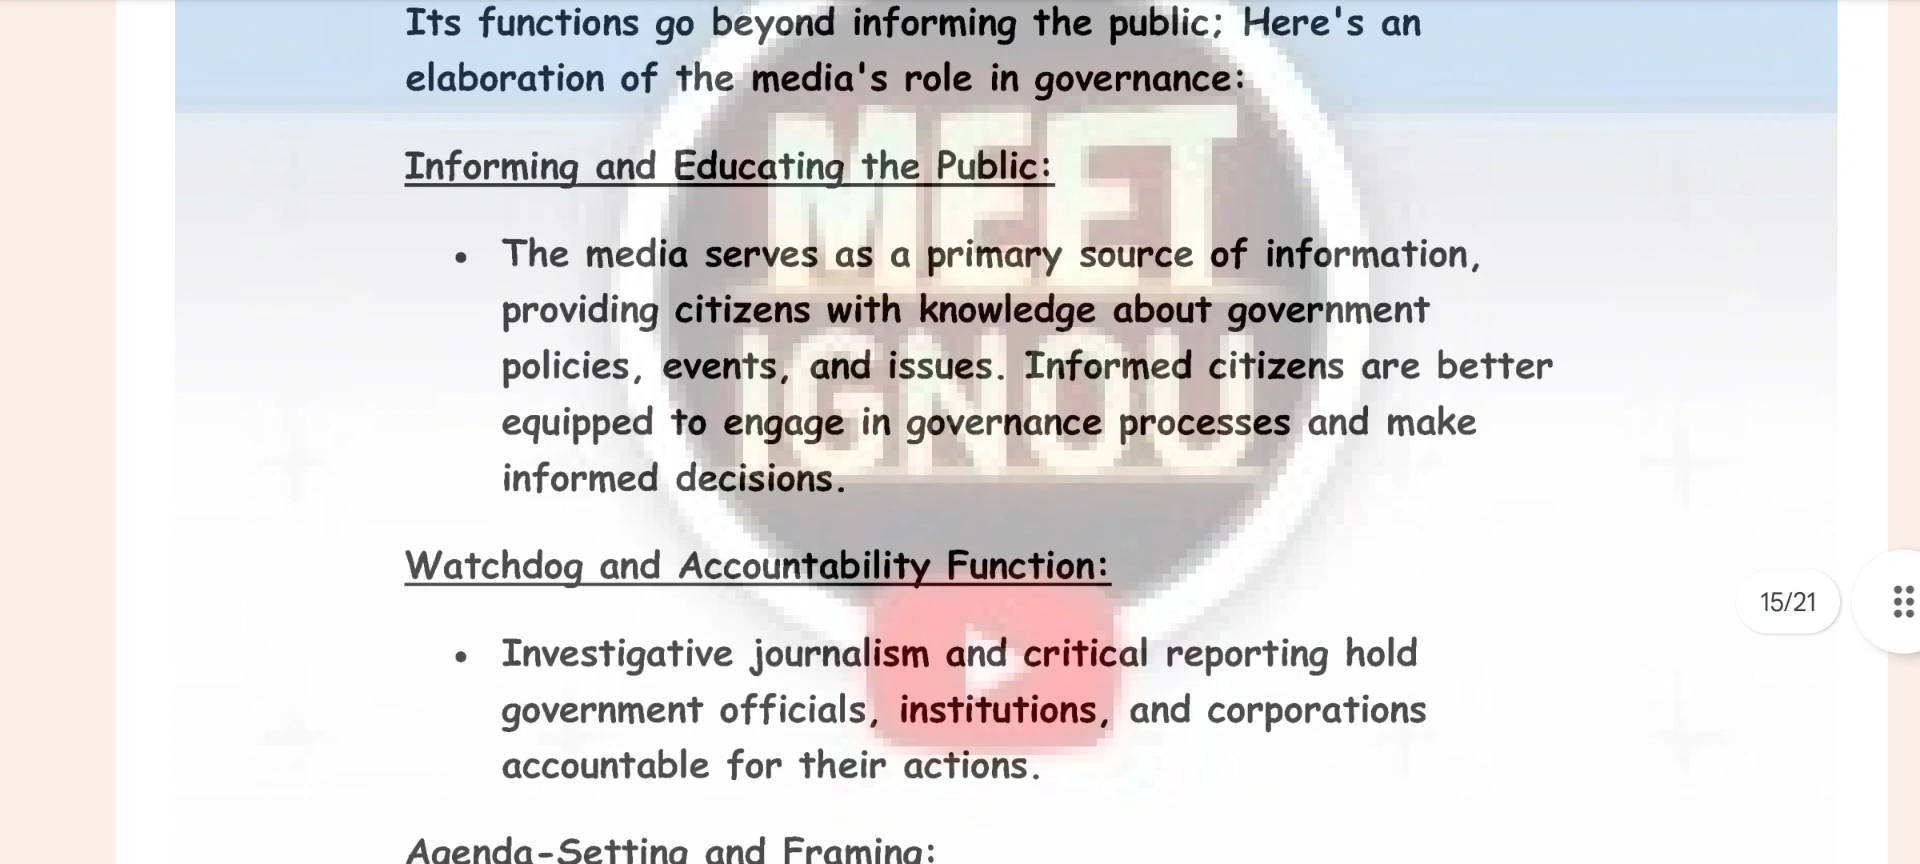 Its functions go beyond informing the public; Here's an
elaboration of the media's role in governance:
Informing and Educating the Public:
• The media serves as a primary source of information,
providing citizens with knowledge about government
policies, events, and issues. Informed citizens are better
equipped to engage in governance processes and make
informed decisions.
Watchdog and Accountability Function:
• Investigative journalism and critical reporting hold
government officials, institutions, and corporations
accountable for their actions.
Agenda-Setting and Framing:
MEET
IGNOU
15/21